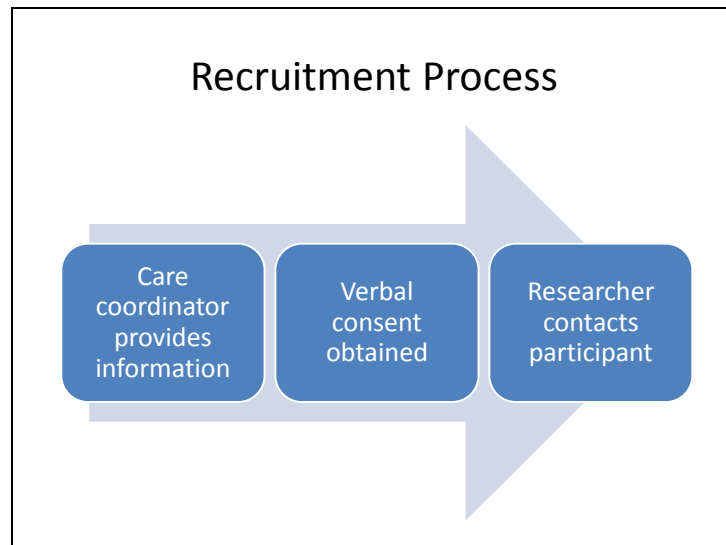 Recruitment Process
Care
coordinator
provides
information
Verbal
consent
obtained
Researcher
contacts
participant